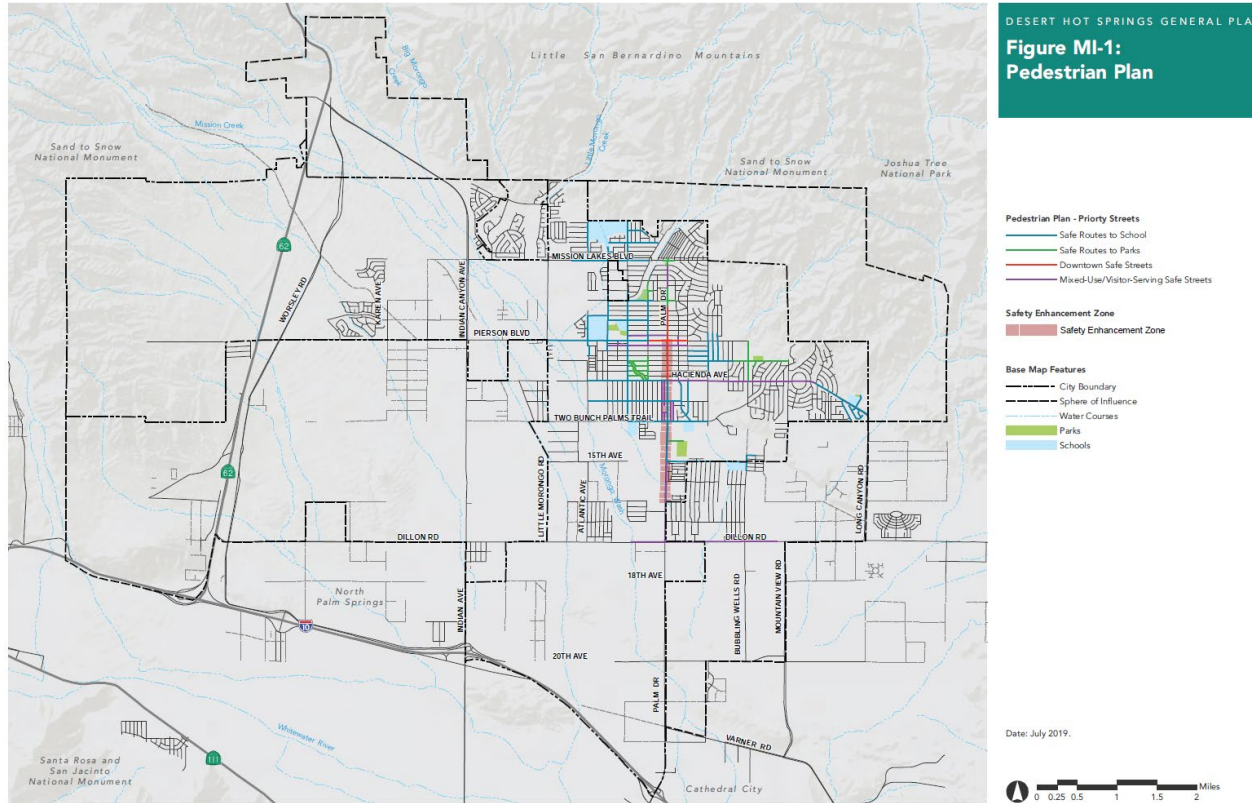 DESERT HOT SPRINGS GENERAL PLA
Figure MI-1:
Pedestrian Plan
Little San Bernardino Mountains
Big Morongo
Creek
Mission Creek
Little Morongo
Creek
Sand to Snow
National Monument
Sand to Snow
National Monument
Joshua Tree
National Park
62
WORSLEY RD
KAREN AVE
INDIAN CANYON AVE
MISSION LAKES BLVD
PALM DR
PIERSON BLVD
HACIENDA AVE
TWO BUNCH PALMS TRAIL
15TH AVE
62
LITTLE MORONGO RD
ATLANTIC AVE
Morongo Wash
LONG CANYON RD
DILLON RD
DILLON RD
18TH AVE
North
Palm Springs
INDIAN AVE
BUBBLING WELLS RD
MOUNTAIN VIEW RD
10
20TH AVE
PALM DR
VARNER RD
Whitewater River
111
Santa Rosa and
San Jacinto
National Monument
Cathedral City
Pedestrian Plan - Priorty Streets
Safe Routes to School
Safe Routes to Parks
Downtown Safe Streets
Mixed-Use/Visitor-Serving Safe Streets
Safety Enhancement Zone
Safety Enhancement Zone
Base Map Features
City Boundary
Sphere of Influence
Water Courses
Parks
Schools
Date: July 2019.
Miles
0 0.25 0.5 1 1.5 2